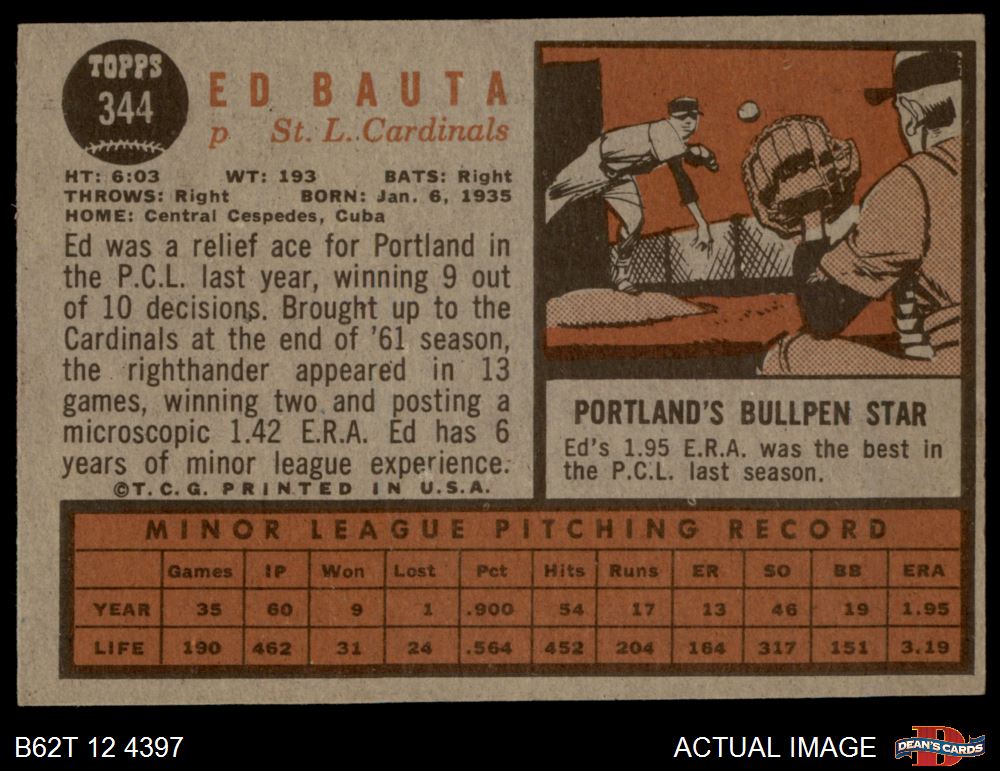 TOPPS
344
ED BAUTA
p St. L. Cardinals
HT: 6:03 WT: 193 BATS: Right
THROWS: Right BORN: Jan. 6, 1935
HOME: Central Cespedes, Cuba
Ed was a relief ace for Portland in
the P.C.L. last year, winning 9 out
of 10 decisions. Brought up to the
Cardinals at the end of '61 season,
the righthander appeared in 13
games, winning two and posting a
microscopic 1.42 E.R.A. Ed has 6
years of minor league experience.
©T.C.G. PRINTED IN U.S.A.
PORTLAND'S BULLPEN STAR
Ed's 1.95 E.R.A. was the best in
the P.C.L. last season.
MINOR LEAGUE PITCHING RECORD
Games IP Won Lost Pct Hits Runs ER SO BB ERA
YEAR 35 60 9 1 .900 54 17 13 46 19 1.95
LIFE 190 462 31 24 .564 452 204 164 317 151 3.19
B62T 12 4397 ACTUAL IMAGE DEAN'S CARDS